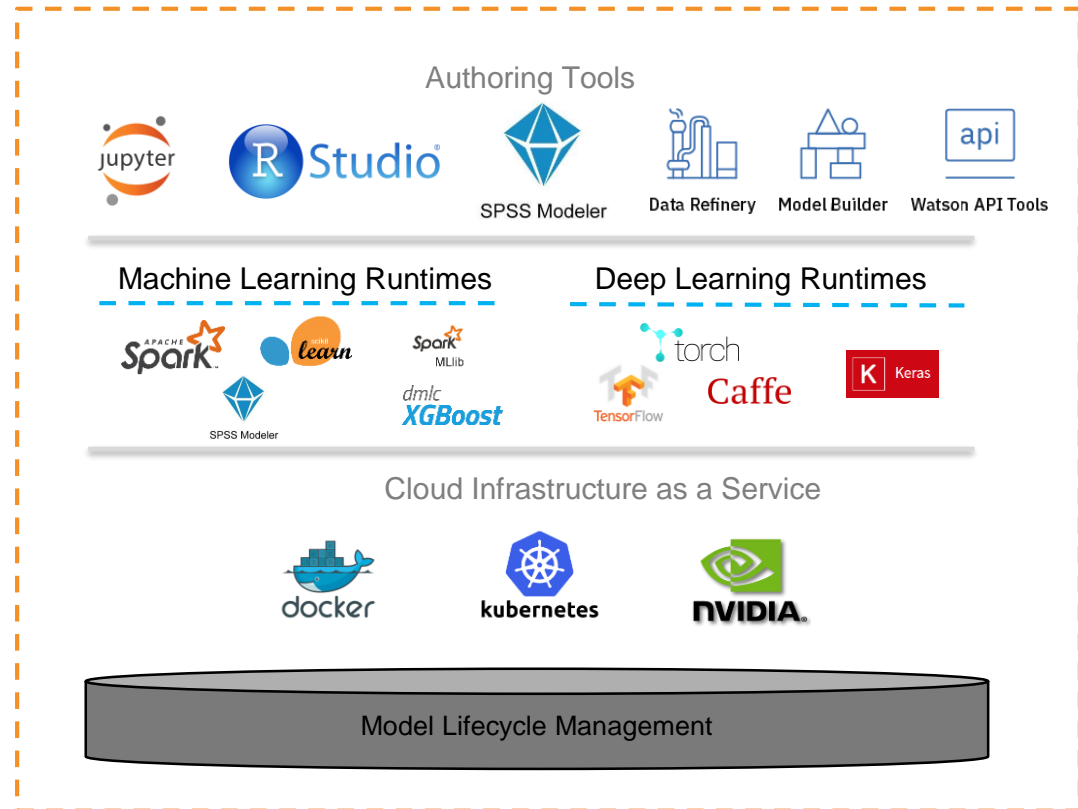 Authoring Tools
jupyter
R Studio®
SPSS Modeler
Data Refinery
Model Builder
api
Watson API Tools
Machine Learning Runtimes
Deep Learning Runtimes
APACHE
Spark™
scikit
learn
Spark
MLlib
SPSS Modeler
dmlc
XGBoost
torch
TensorFlow
Caffe
K Keras
Cloud Infrastructure as a Service
docker
kubernetes
NVIDIA®
Model Lifecycle Management